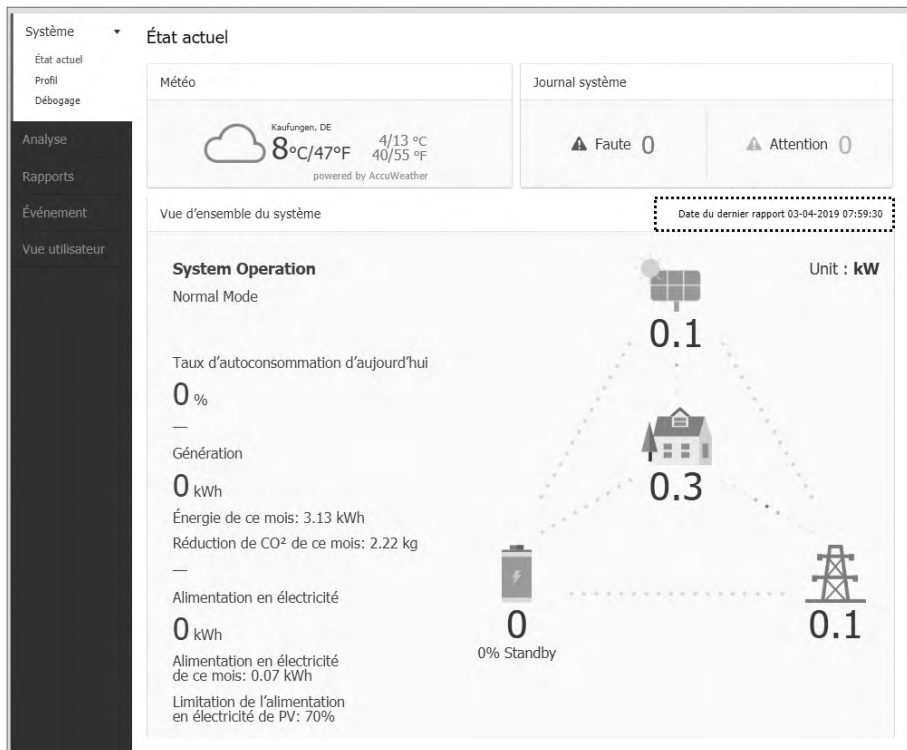 Système
État actuel
Profil
Débogage
Analyse
Rapports
Événement
Vue utilisateur
État actuel
Météo
Kaufungen, DE
8°C/47°F
4/13 °C
40/55 °F
powered by AccuWeather
Journal système
Faute 0
Attention 0
Vue d'ensemble du système
Date du dernier rapport 03-04-2019 07:59:30
System Operation
Normal Mode
Unit : kW
Taux d'autoconsommation d'aujourd'hui
0 %
—
Génération
0 kWh
Énergie de ce mois: 3.13 kWh
Réduction de CO² de ce mois: 2.22 kg
—
Alimentation en électricité
0 kWh
Alimentation en électricité
de ce mois: 0.07 kWh
Limitation de l'alimentation
en électricité de PV: 70%
0.1
0.3
0
0% Standby
0.1